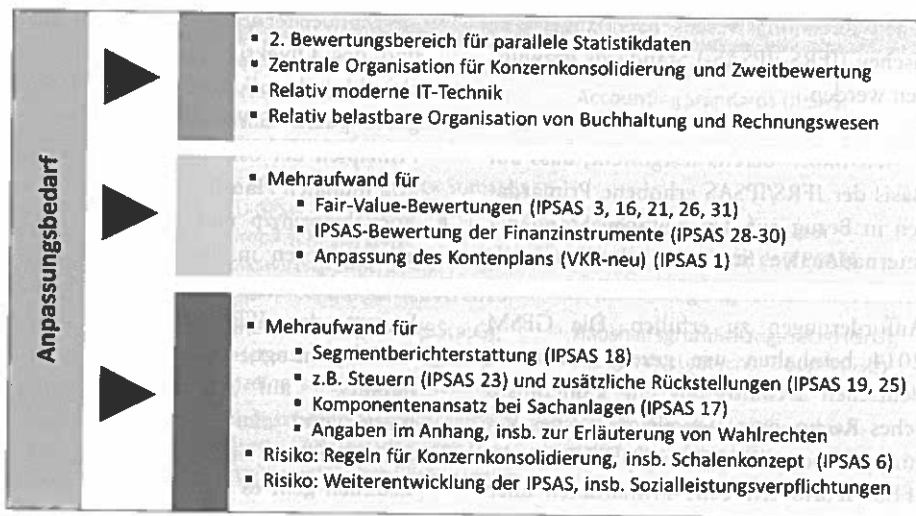 Anpassungsbedarf
▪ 2. Bewertungsbereich für parallele Statistikdaten
▪ Zentrale Organisation für Konzernkonsolidierung und Zweitbewertung
▪ Relativ moderne IT-Technik
▪ Relativ belastbare Organisation von Buchhaltung und Rechnungswesen
▪ Mehraufwand für
▪ Fair-Value-Bewertungen (IPSAS 3, 16, 21, 26, 31)
▪ IPSAS-Bewertung der Finanzinstrumente (IPSAS 28-30)
▪ Anpassung des Kontenplans (VKR-neu) (IPSAS 1)
▪ Mehraufwand für
▪ Segmentberichterstattung (IPSAS 18)
▪ z.B. Steuern (IPSAS 23) und zusätzliche Rückstellungen (IPSAS 19, 25)
▪ Komponentenansatz bei Sachanlagen (IPSAS 17)
▪ Angaben im Anhang, insb. zur Erläuterung von Wahlrechten
▪ Risiko: Regeln für Konzernkonsolidierung, insb. Schalenkonzept (IPSAS 6)
▪ Risiko: Weiterentwicklung der IPSAS, insb. Sozialleistungsverpflichtungen